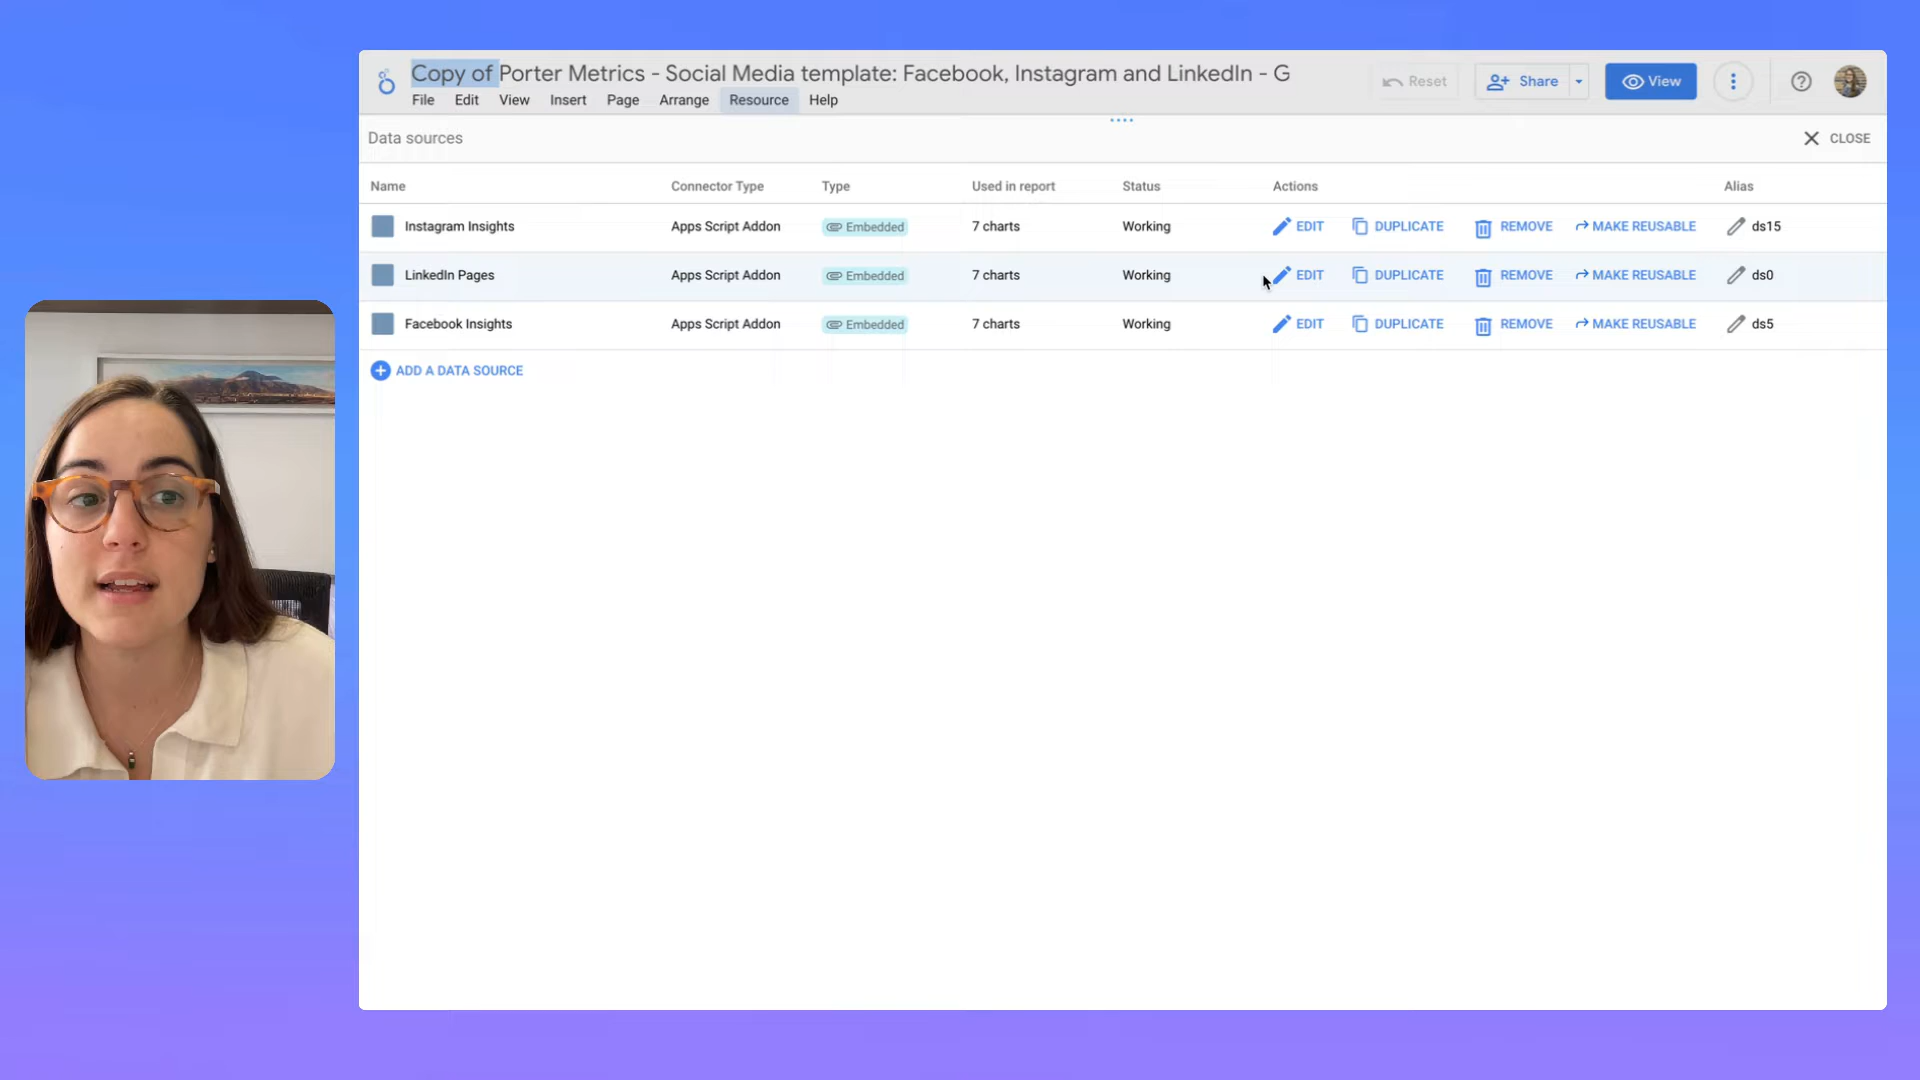 Copy of Porter Metrics - Social Media template: Facebook, Instagram and LinkedIn - G
Reset
Share
View
File Edit View Insert Page Arrange Resource Help
Data sources
CLOSE
Name Connector Type Type Used in report Status Actions Alias
Instagram Insights Apps Script Addon Embedded 7 charts Working EDIT DUPLICATE REMOVE MAKE REUSABLE ds15
LinkedIn Pages Apps Script Addon Embedded 7 charts Working EDIT DUPLICATE REMOVE MAKE REUSABLE ds0
Facebook Insights Apps Script Addon Embedded 7 charts Working EDIT DUPLICATE REMOVE MAKE REUSABLE ds5
ADD A DATA SOURCE